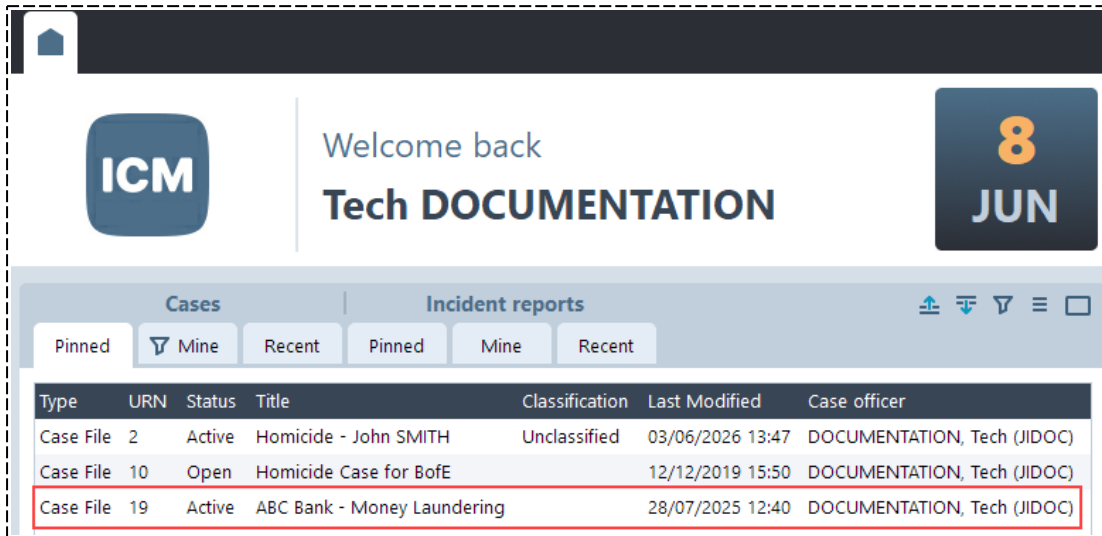 ICM
Welcome back
Tech DOCUMENTATION
8
JUN
Cases Incident reports
Pinned Mine Recent Pinned Mine Recent
Type URN Status Title Classification Last Modified Case officer
Case File 2 Active Homicide - John SMITH Unclassified 03/06/2026 13:47 DOCUMENTATION, Tech (JIDOC)
Case File 10 Open Homicide Case for BofE 12/12/2019 15:50 DOCUMENTATION, Tech (JIDOC)
Case File 19 Active ABC Bank - Money Laundering 28/07/2025 12:40 DOCUMENTATION, Tech (JIDOC)